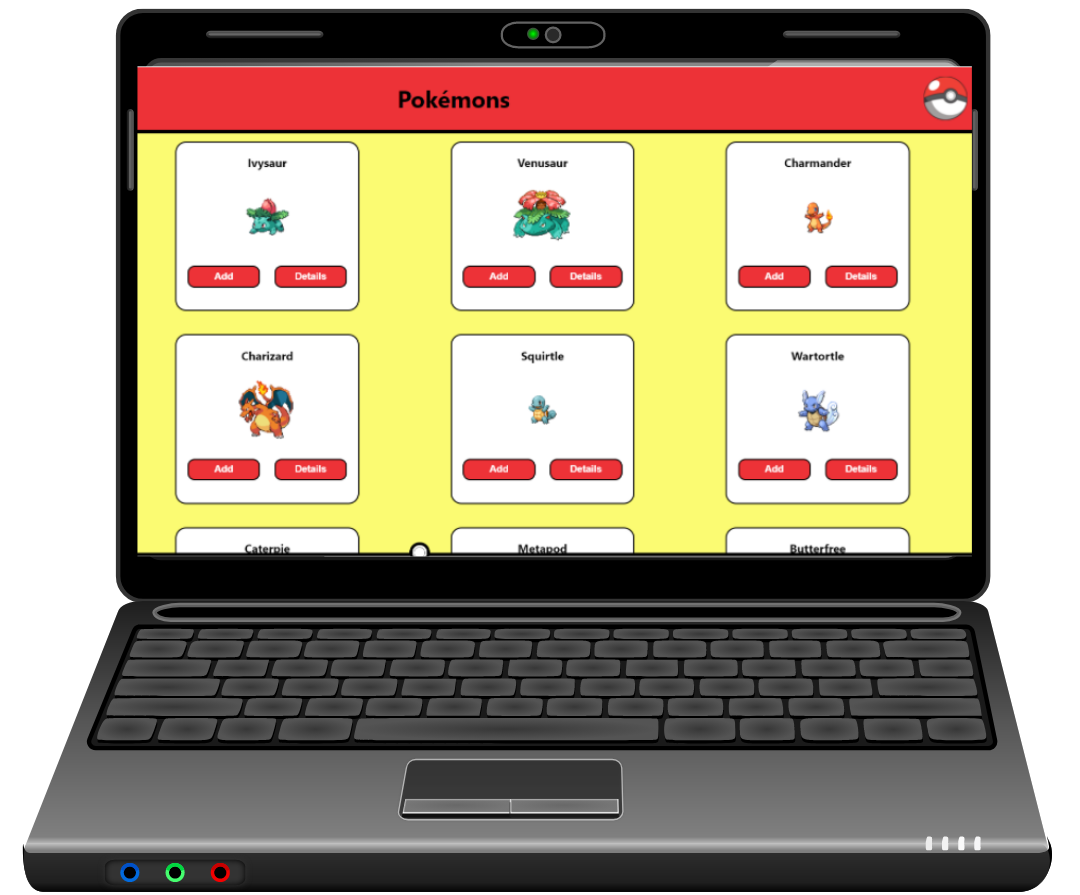 Pokémons
Ivysaur
Venusaur
Charmander
Add
Details
Add
Details
Add
Details
Charizard
Squirtle
Wartortle
Add
Details
Add
Details
Add
Details
Caterpie
Metapod
Butterfree